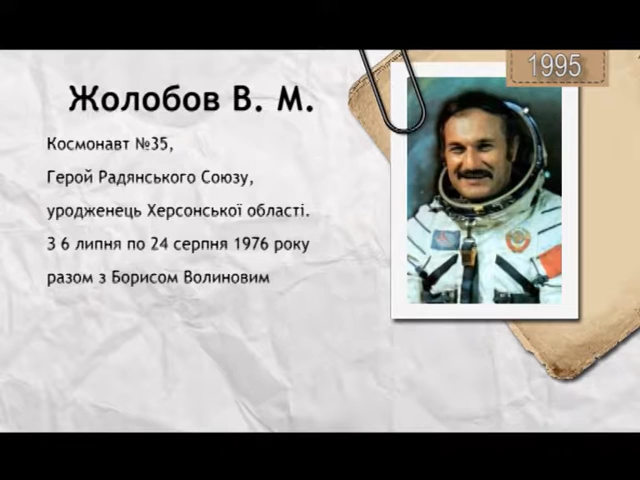 1995
Жолобов В. М.
Космонавт №35,
Герой Радянського Союзу,
уродженець Херсонської області.
З 6 липня по 24 серпня 1976 року
разом з Борисом Волиновим